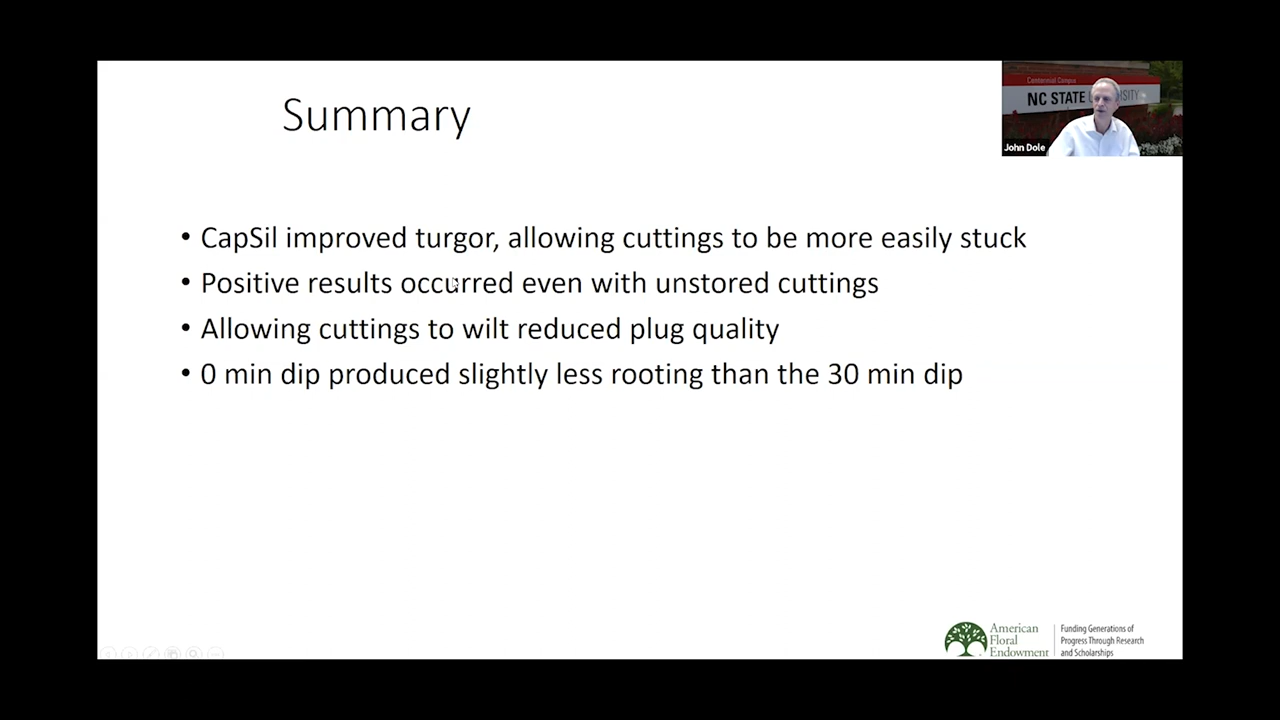 Summary
Centennial Campus
NC STATE
John Dole
• CapSil improved turgor, allowing cuttings to be more easily stuck
• Positive results occurred even with unstored cuttings
• Allowing cuttings to wilt reduced plug quality
• 0 min dip produced slightly less rooting than the 30 min dip
American
Floral
Endowment
Funding Generations of
Progress Through Research
and Scholarships